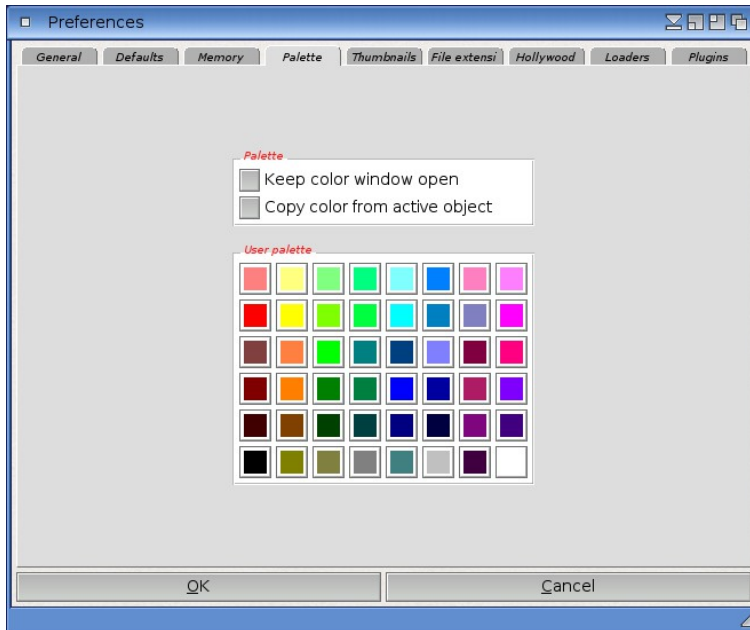 Preferences
General Defaults Memory Palette Thumbnails File extensi Hollywood Loaders Plugins
Palette
Keep color window open
Copy color from active object
User palette
OK Cancel